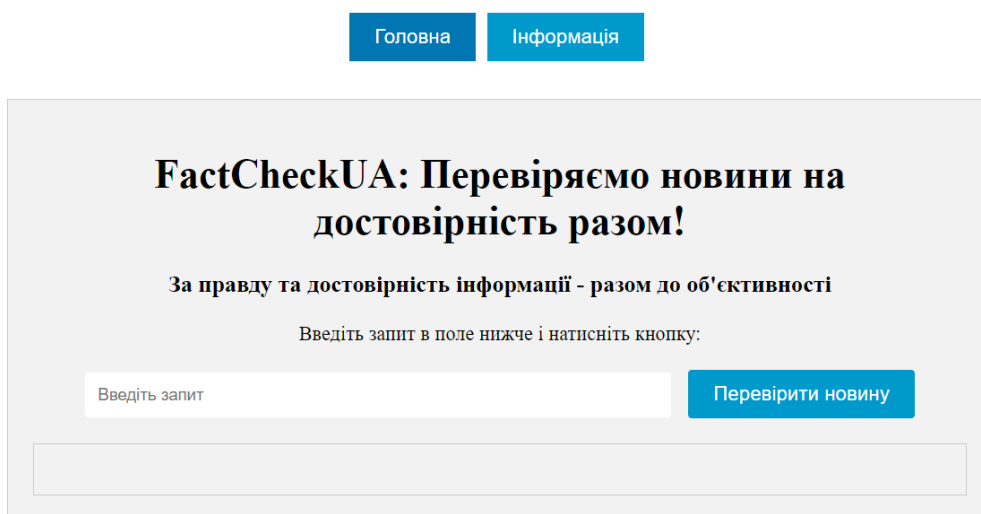 Головна Інформація
FactCheckUA: Перевіряємо новини на
достовірність разом!
За правду та достовірність інформації - разом до об'єктивності
Введіть запит в поле нижче і натисніть кнопку:
Введіть запит Перевірити новину